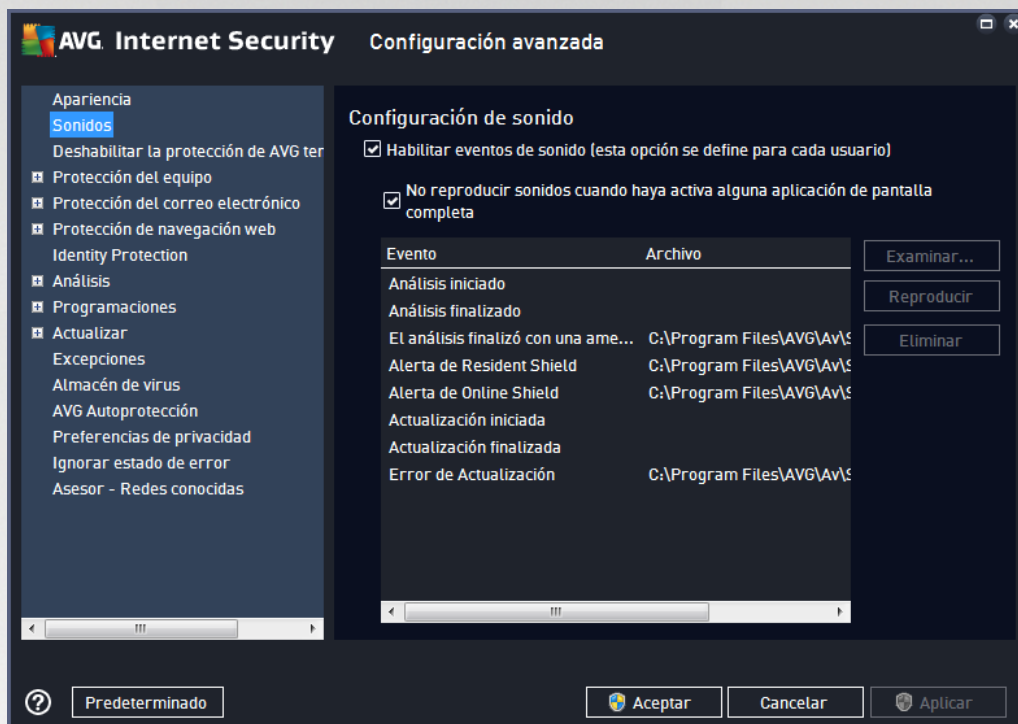 AVG. Internet Security Configuración avanzada
Apariencia
Sonidos
Deshabilitar la protección de AVG ter
Protección del equipo
Protección del correo electrónico
Protección de navegación web
Identity Protection
Análisis
Programaciones
Actualizar
Excepciones
Almacén de virus
AVG Autoprotección
Preferencias de privacidad
Ignorar estado de error
Asesor - Redes conocidas
Configuración de sonido
Habilitar eventos de sonido (esta opción se define para cada usuario)
No reproducir sonidos cuando haya activa alguna aplicación de pantalla
completa
Evento Archivo
Análisis iniciado
Análisis finalizado
El análisis finalizó con una ame... C:\Program Files\AVG\Av\S
Alerta de Resident Shield C:\Program Files\AVG\Av\S
Alerta de Online Shield C:\Program Files\AVG\Av\S
Actualización iniciada
Actualización finalizada
Error de Actualización C:\Program Files\AVG\Av\S
Examinar...
Reproducir
Eliminar
Predeterminado
Aceptar
Cancelar
Aplicar